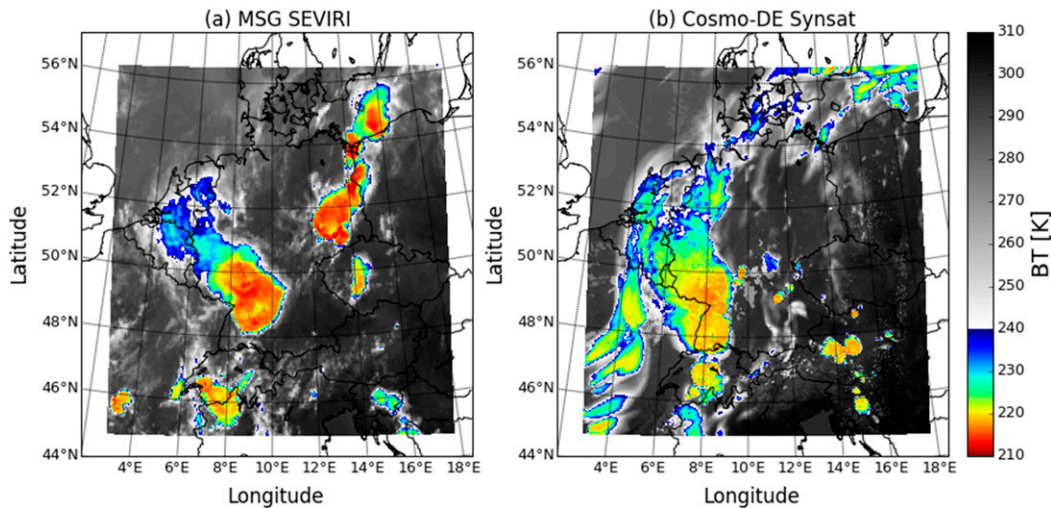 (a) MSG SEVIRI
(b) Cosmo-DE Synsat
56°N
54°N
52°N
50°N
48°N
46°N
44°N
Latitude
4°E 6°E 8°E 10°E 12°E 14°E 16°E 18°E
Longitude
56°N
54°N
52°N
50°N
48°N
46°N
44°N
Latitude
4°E 6°E 8°E 10°E 12°E 14°E 16°E 18°E
Longitude
310
300
290
280
270
260
250
240
230
220
210
BT [K]